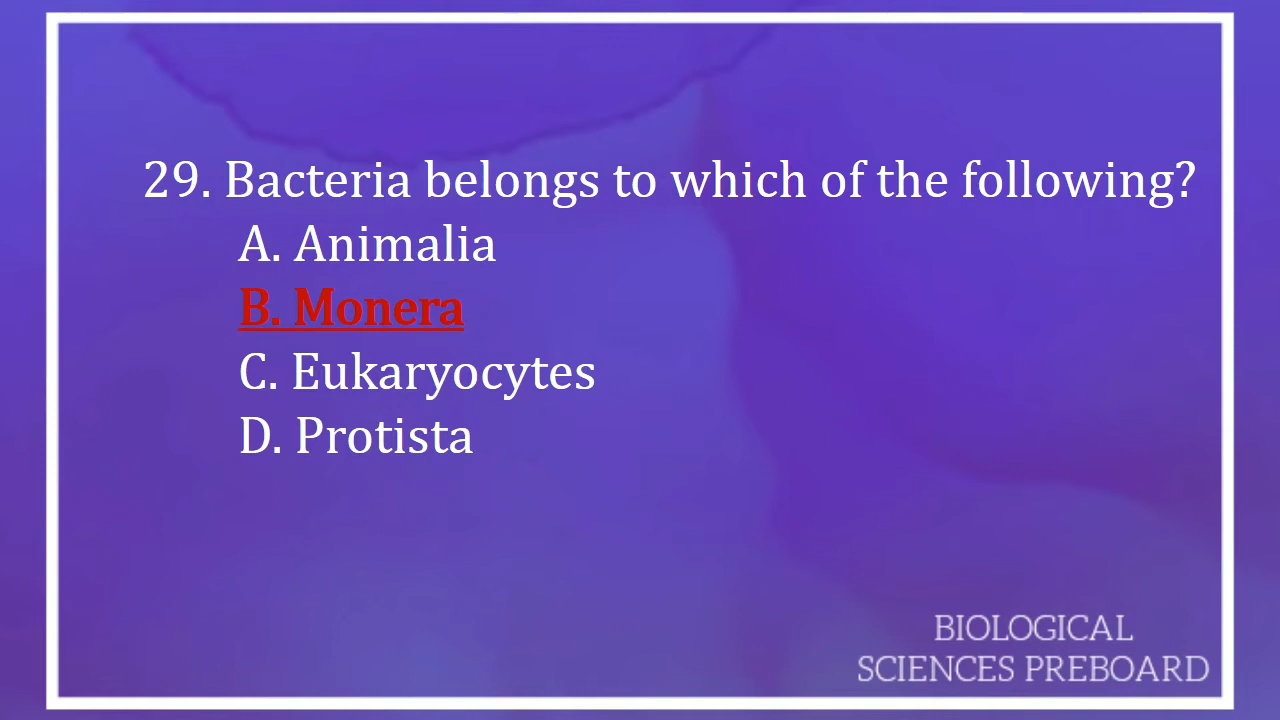 29. Bacteria belongs to which of the following?
A. Animalia
B. Monera
C. Eukaryocytes
D. Protista
BIOLOGICAL
SCIENCES PREBOARD